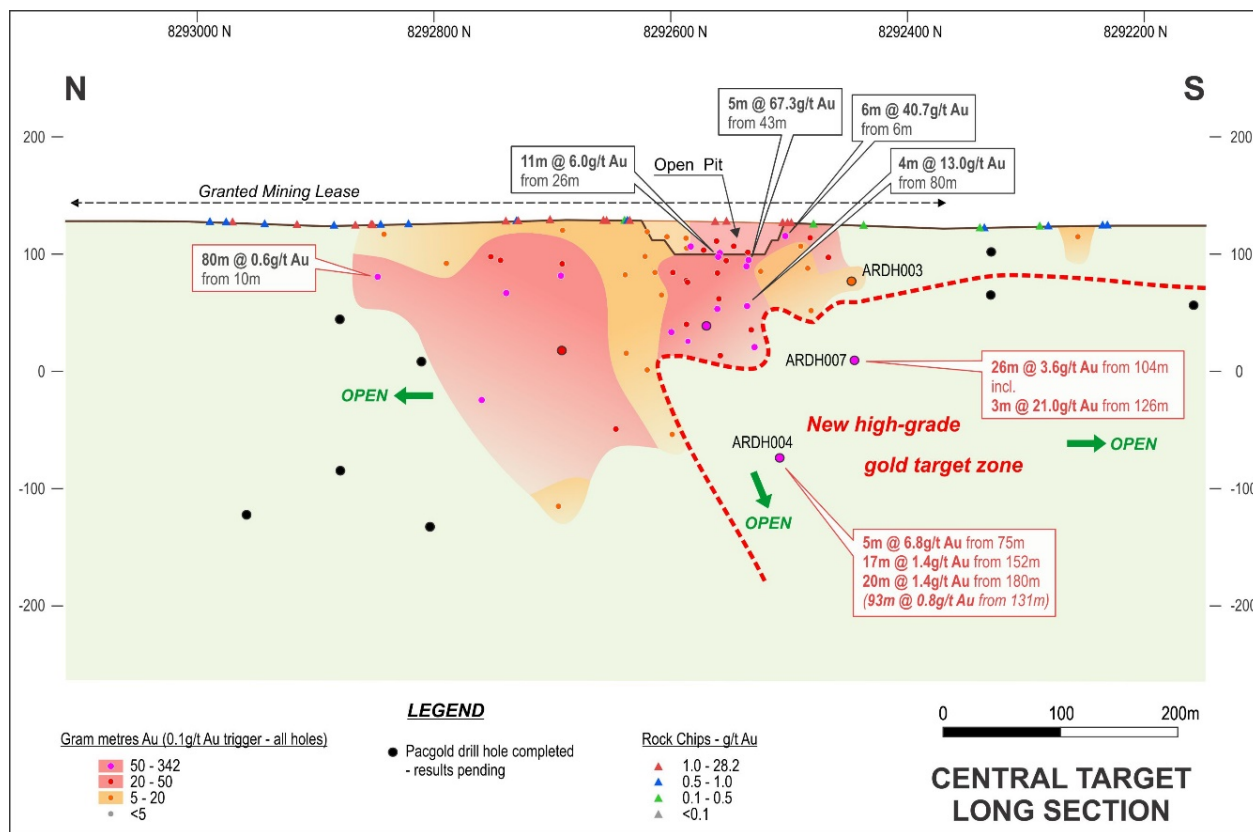 8293000 N
8292800 N
8292600 N
8292400 N
8292200 N
N
S
5m @ 67.3g/t Au
from 43m
6m @ 40.7g/t Au
from 6m
200
200
11m @ 6.0g/t Au
from 26m
Open Pit
4m @ 13.0g/t Au
from 80m
Granted Mining Lease
100
100
80m @ 0.6g/t Au
from 10m
ARDH003
ARDH007
26m @ 3.6g/t Au from 104m
incl.
3m @ 21.0g/t Au from 126m
0
0
OPEN
New high-grade
gold target zone
ARDH004
OPEN
-100
-100
OPEN
5m @ 6.8g/t Au from 75m
17m @ 1.4g/t Au from 152m
20m @ 1.4g/t Au from 180m
(93m @ 0.8g/t Au from 131m)
-200
-200
LEGEND
Gram metres Au (0.1g/t Au trigger - all holes)
50 - 342
20 - 50
5 - 20
<5
Pacgold drill hole completed
- results pending
Rock Chips - g/t Au
1.0 - 28.2
0.5 - 1.0
0.1 - 0.5
<0.1
0
100
200m
CENTRAL TARGET
LONG SECTION